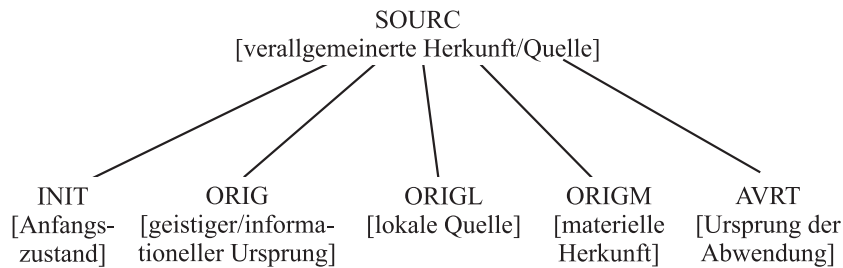 SOURC
[verallgemeinerte Herkunft/Quelle]
INIT
[Anfangs-
zustand]
ORIG
[geistiger/informa-
tioneller Ursprung]
ORIGL
[lokale Quelle]
ORIGM
[materielle
Herkunft]
AVRT
[Ursprung der
Abwendung]